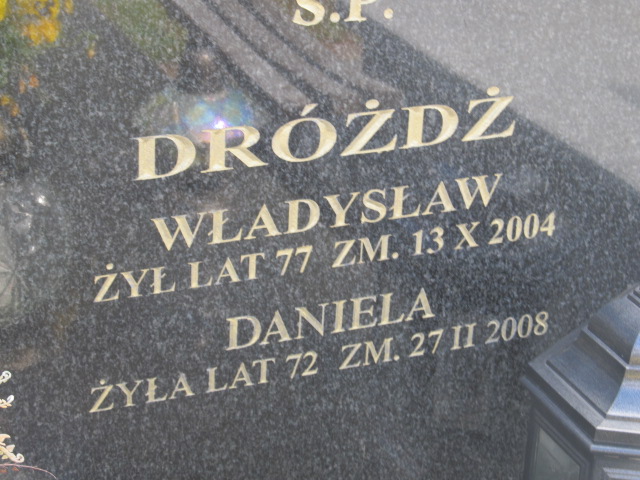 Ś.P.
DRÓŻDŻ
WŁADYSŁAW
ŻYŁ LAT 77 ZM. 13 X 2004
DANIELA
ŻYŁA LAT 72 ZM. 27 II 2008